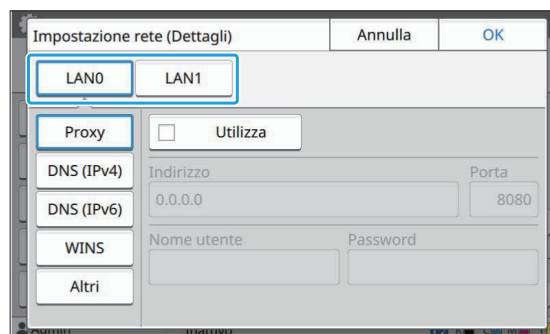 Impostazione rete (Dettagli)
Annulla
OK
LAN0
LAN1
Proxy
Utilizza
DNS (IPv4)
Indirizzo
Porta
0.0.0.0
8080
DNS (IPv6)
WINS
Nome utente
Password
Altri
Admin